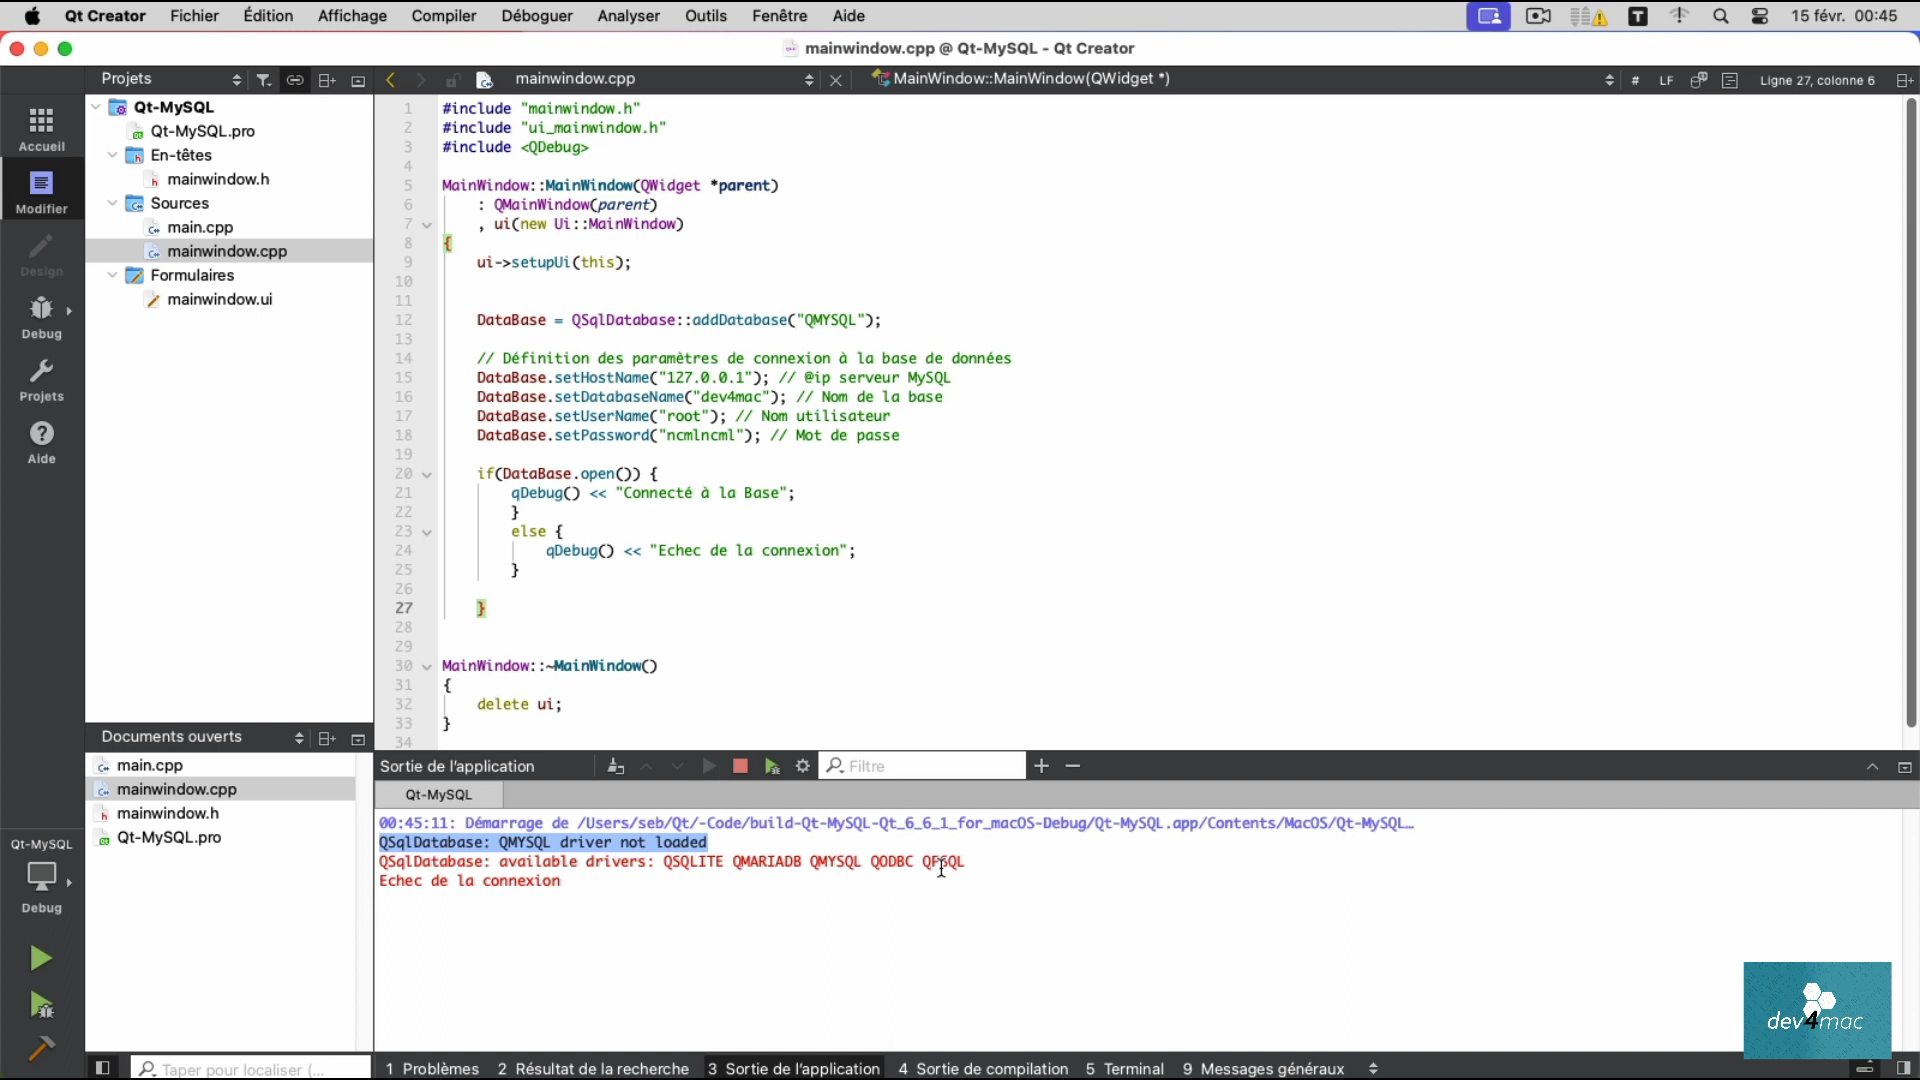 Qt Creator Fichier Édition Affichage Compiler Déboguer Analyser Outils Fenêtre Aide 15 févr. 00:45
mainwindow.cpp @ Qt-MySQL - Qt Creator
Projets
mainwindow.cpp
MainWindow::MainWindow(QWidget *)
# LF
Ligne 27, colonne 6
Accueil
Modifier
Design
Debug
Projets
Aide
Qt-MySQL
Qt-MySQL.pro
En-têtes
mainwindow.h
Sources
main.cpp
mainwindow.cpp
Formulaires
mainwindow.ui
1 #include "mainwindow.h"
2 #include "ui_mainwindow.h"
3 #include <QDebug>
4
5 MainWindow::MainWindow(QWidget *parent)
6 : QMainWindow(parent)
7 , ui(new Ui::MainWindow)
8 {
9 ui->setupUi(this);
10
11
12 DataBase = QSqlDatabase::addDatabase("QMYSQL");
13
14 // Définition des paramètres de connexion à la base de données
15 DataBase.setHostName("127.0.0.1"); // @ip serveur MySQL
16 DataBase.setDatabaseName("dev4mac"); // Nom de la base
17 DataBase.setUserName("root"); // Nom utilisateur
18 DataBase.setPassword("ncmlncml"); // Mot de passe
19
20 if(DataBase.open()) {
21 qDebug() << "Connecté à la Base";
22 }
23 else {
24 qDebug() << "Echec de la connexion";
25 }
26
27 }
28
29
30 MainWindow::~MainWindow()
31 {
32 delete ui;
33 }
34
Documents ouverts
main.cpp
mainwindow.cpp
mainwindow.h
Qt-MySQL.pro
Qt-MySQL
Debug
Sortie de l'application
Filtre
Qt-MySQL
00:45:11: Démarrage de /Users/seb/Qt/-Code/build-Qt-MySQL-Qt_6_6_1_for_macOS-Debug/Qt-MySQL.app/Contents/MacOS/Qt-MySQL…
QSqlDatabase: QMYSQL driver not loaded
QSqlDatabase: available drivers: QSQLITE QMARIADB QMYSQL QODBC QPSQL
Echec de la connexion
dev4mac
Taper pour localiser (...
1 Problèmes 2 Résultat de la recherche 3 Sortie de l'application 4 Sortie de compilation 5 Terminal 9 Messages généraux